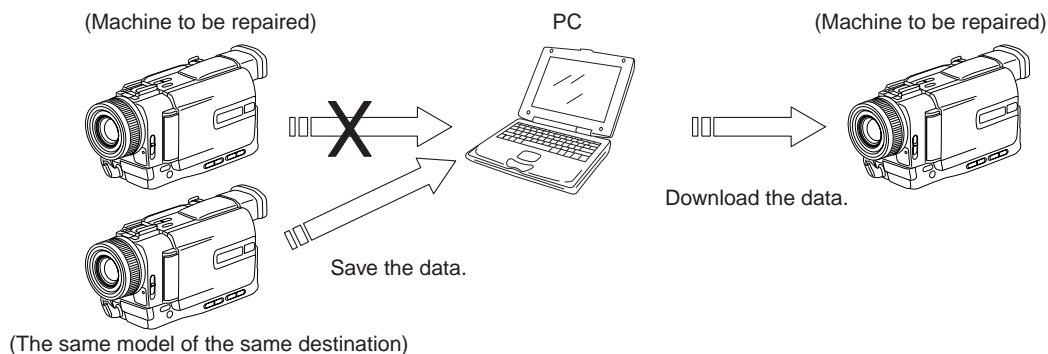 (Machine to be repaired)
PC
(Machine to be repaired)
X
Download the data.
Save the data.
(The same model of the same destination)